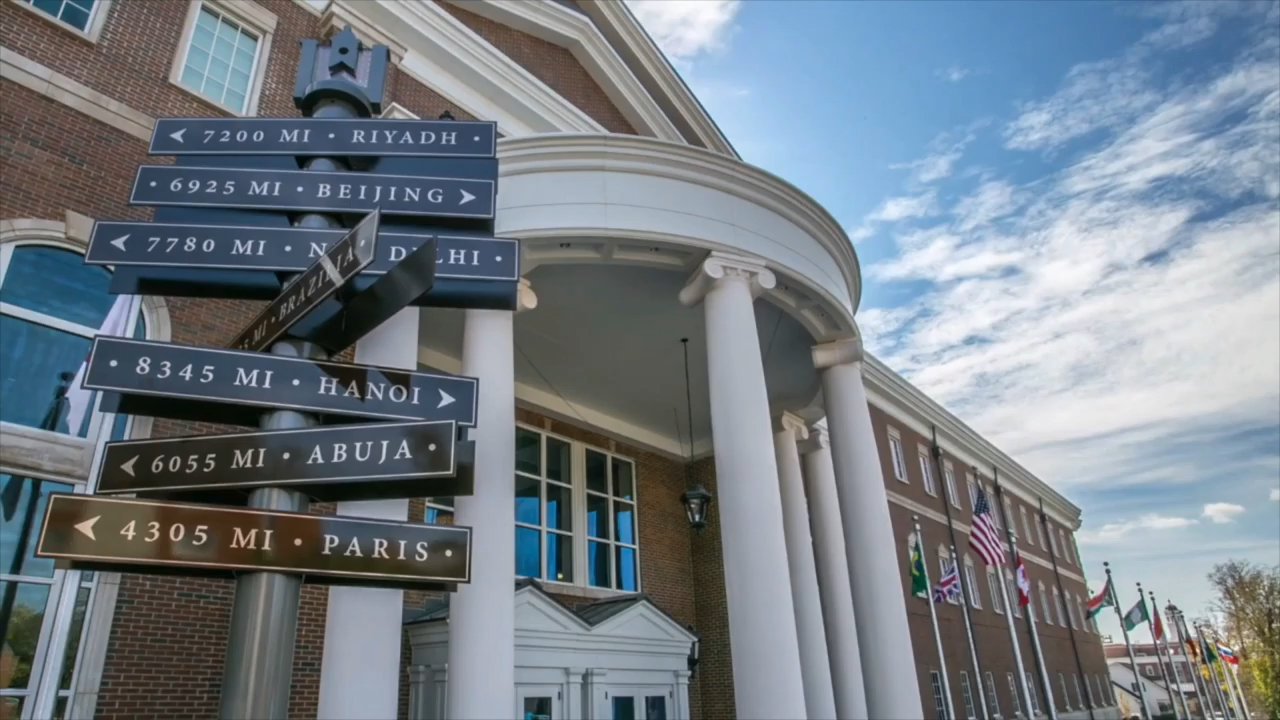 7200 MI • RIYADH
6925 MI • BEIJING
7780 MI • N DELHI
MI • BRAZILIA
8345 MI • HANOI
6055 MI • ABUJA
4305 MI • PARIS